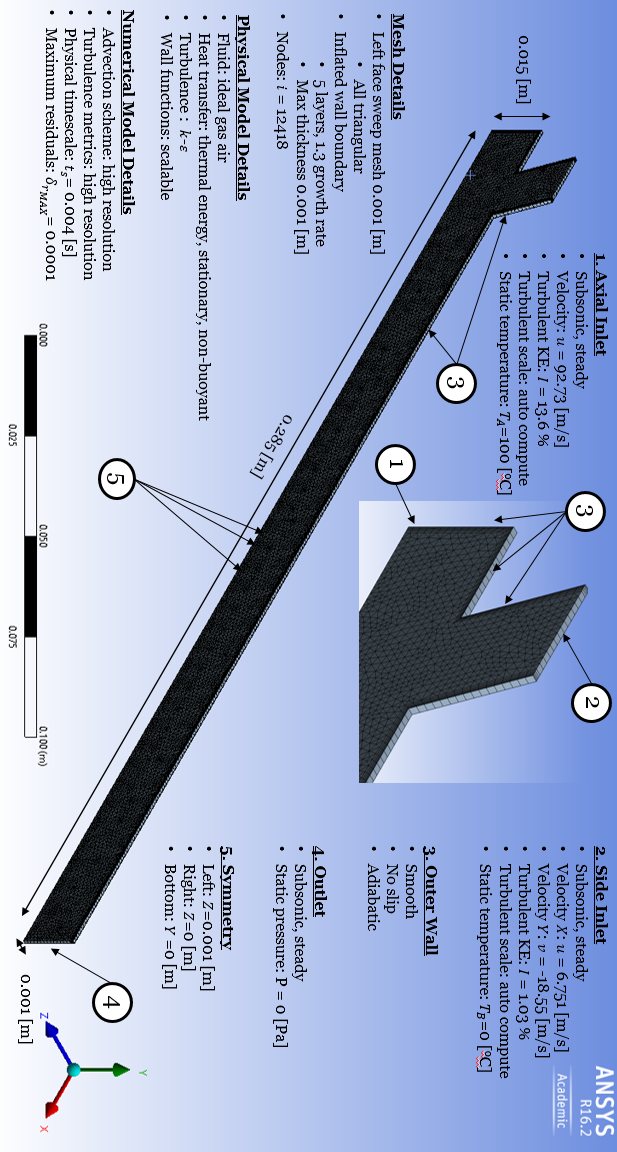 ANSYS
R16.2
Academic
1. Axial Inlet
• Subsonic, steady
• Velocity: u = 92.73 [m/s]
• Turbulent KE: I = 13.6 %
• Turbulent scale: auto compute
• Static temperature: T_A=100 [°C]
2. Side Inlet
• Subsonic, steady
• Velocity X: u = 6.751 [m/s]
• Velocity Y: v = -18.55 [m/s]
• Turbulent KE: I = 1.03 %
• Turbulent scale: auto compute
• Static temperature: T_B=0 [°C]
3. Outer Wall
• Smooth
• No slip
• Adiabatic
4. Outlet
• Subsonic, steady
• Static pressure: P = 0 [Pa]
5. Symmetry
• Left: Z=0.001 [m]
• Right: Z=0 [m]
• Bottom: Y =0 [m]
Mesh Details
• Left face sweep mesh 0.001 [m]
• All triangular
• Inflated wall boundary
• 5 layers, 1.3 growth rate
• Max thickness 0.001 [m]
• Nodes: i = 12418
Physical Model Details
• Fluid: ideal gas air
• Heat transfer: thermal energy, stationary, non-buoyant
• Turbulence : k-ε
• Wall functions: scalable
Numerical Model Details
• Advection scheme: high resolution
• Turbulence metrics: high resolution
• Physical timescale: t_s= 0.004 [s]
• Maximum residuals: δ_rMAX = 0.0001
0.015 [m]
0.285 [m]
0.001 [m]
3
1
3
2
5
4
0.000
0.025
0.050
0.075
0.100 (m)
Y
Z
X